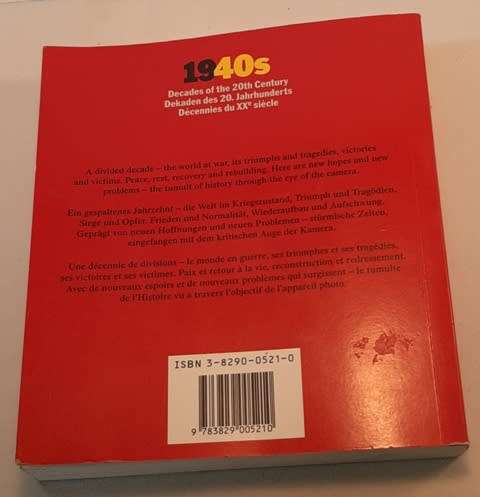 1940s
Decades of the 20th Century
Dekaden des 20. Jahrhunderts
Décennies du XXᵉ siècle
A divided decade – the world at war, its triumphs and tragedies, victories
and victims. Peace, rest, recovery and rebuilding. Here are new hopes and new
problems – the tumult of history through the eye of the camera.
Ein gespaltenes Jahrzehnt – die Welt im Kriegszustand, Triumph und Tragödien,
Siege und Opfer. Frieden und Normalität, Wiederaufbau und Aufschwung.
Geprägt von neuen Hoffnungen und neuen Problemen – stürmische Zeiten,
eingefangen mit dem kritischen Auge der Kamera.
Une décennie de divisions – le monde en guerre, ses triomphes et ses tragédies,
ses victoires et ses victimes. Paix et retour à la vie, reconstruction et redressement.
Avec de nouveaux espoirs et de nouveaux problèmes qui surgissent – le tumulte
de l'Histoire vu a travers l'objectif de l'appareil photo.
ISBN 3-8290-0521-0
9 783829 005210